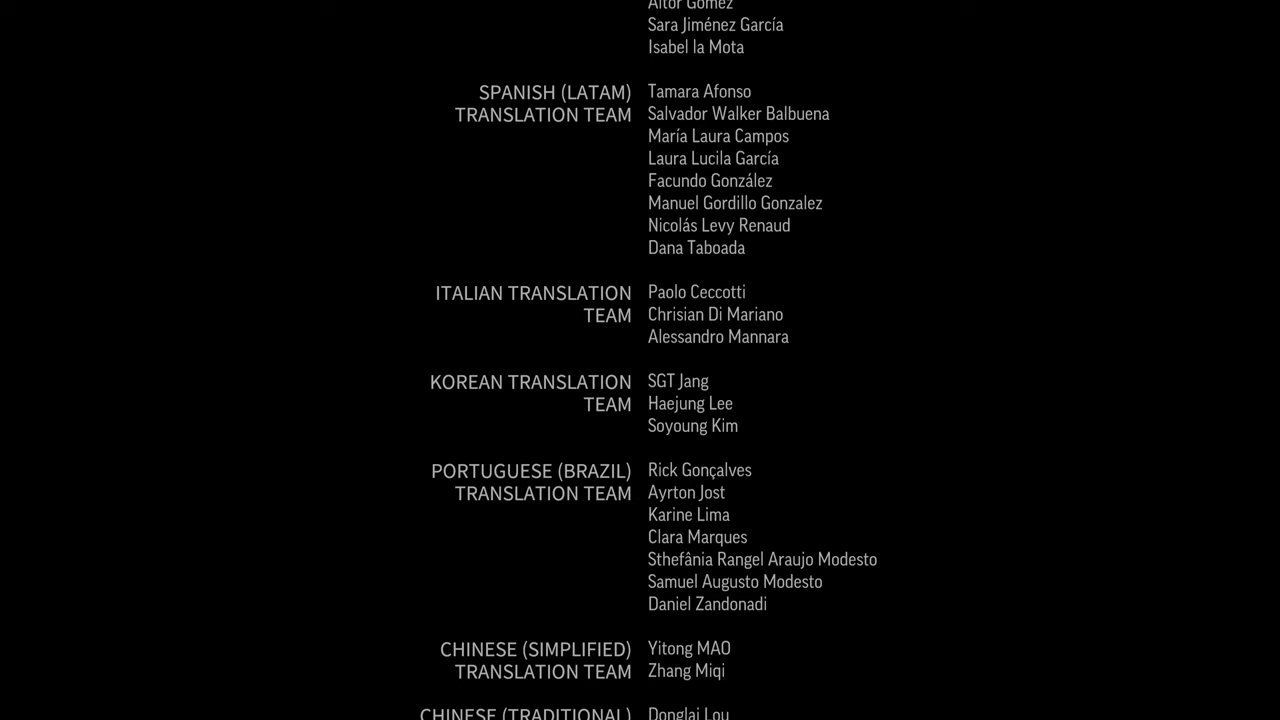 Aitor Gómez
Sara Jiménez García
Isabel la Mota
SPANISH (LATAM) Tamara Afonso
TRANSLATION TEAM Salvador Walker Balbuena
María Laura Campos
Laura Lucila García
Facundo González
Manuel Gordillo Gonzalez
Nicolás Levy Renaud
Dana Taboada
ITALIAN TRANSLATION Paolo Ceccotti
TEAM Chrisian Di Mariano
Alessandro Mannara
KOREAN TRANSLATION SGT Jang
TEAM Haejung Lee
Soyoung Kim
PORTUGUESE (BRAZIL) Rick Gonçalves
TRANSLATION TEAM Ayrton Jost
Karine Lima
Clara Marques
Sthefânia Rangel Araujo Modesto
Samuel Augusto Modesto
Daniel Zandonadi
CHINESE (SIMPLIFIED) Yitong MAO
TRANSLATION TEAM Zhang Miqi
CHINESE (TRADITIONAL) Donglai Lou